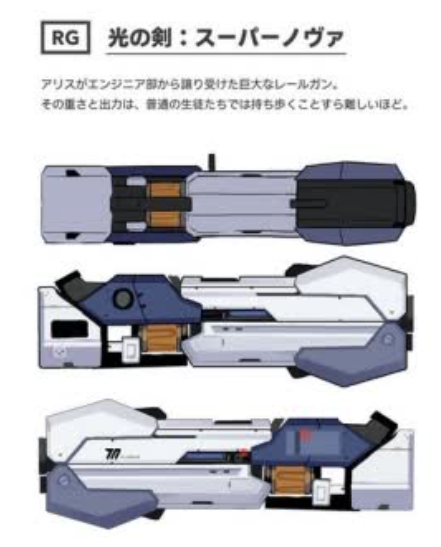 RG 光の剣：スーパーノヴァ
アリスがエンジニア部から譲り受けた巨大なレールガン。
その重さと出力は、普通の生徒たちでは持ち歩くことすら難しいほど。